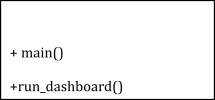 + main()
+run_dashboard()